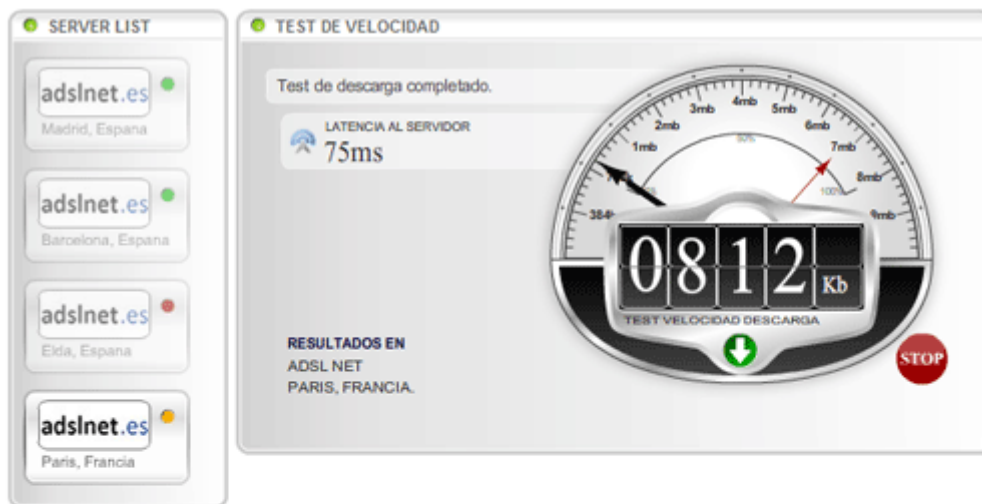 SERVER LIST
adslnet.es
Madrid, Espana
adslnet.es
Barcelona, Espana
adslnet.es
Elda, Espana
adslnet.es
Paris, Francia
TEST DE VELOCIDAD
Test de descarga completado.
LATENCIA AL SERVIDOR
75ms
RESULTADOS EN
ADSL NET
PARIS, FRANCIA.
1mb
2mb
3mb
4mb
5mb
6mb
7mb
8mb
50%
100%
0812 Kb
TEST VELOCIDAD DESCARGA
STOP